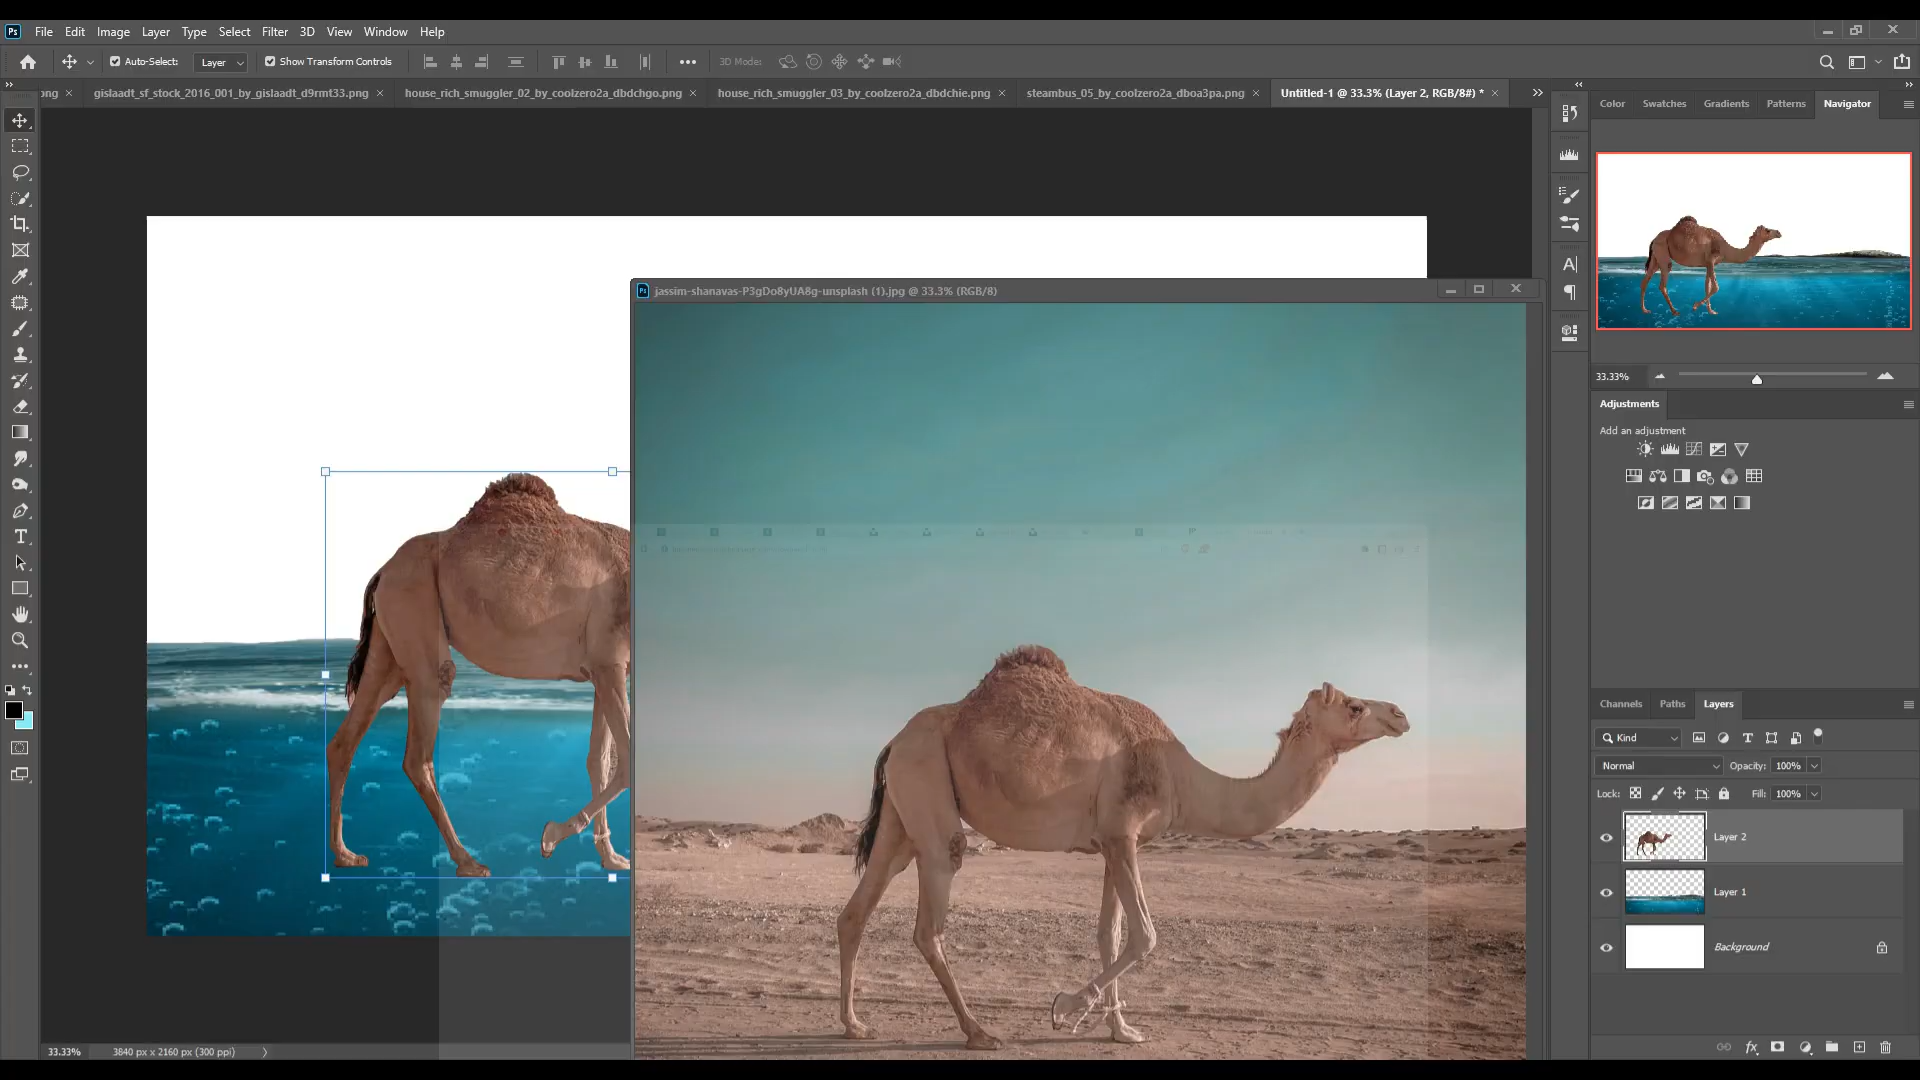 Ps File Edit Image Layer Type Select Filter 3D View Window Help
Auto-Select: Layer Show Transform Controls 3D Mode:
ong gislaadt_sf_stock_2016_001_by_gislaadt_d9rmt33.png house_rich_smuggler_02_by_coolzero2a_dbdchgo.png house_rich_smuggler_03_by_coolzero2a_dbdchie.png steambus_05_by_coolzero2a_dboa3pa.png Untitled-1 @ 33.3% (Layer 2, RGB/8#) *
Color Swatches Gradients Patterns Navigator
Ps jassim-shanavas-P3gDo8yUA8g-unsplash (1).jpg @ 33.3% (RGB/8)
33.33%
Adjustments
Add an adjustment
Channels Paths Layers
Kind
Normal Opacity: 100%
Lock: Fill: 100%
Layer 2
Layer 1
Background
33.33% 3840 px x 2160 px (300 ppi)